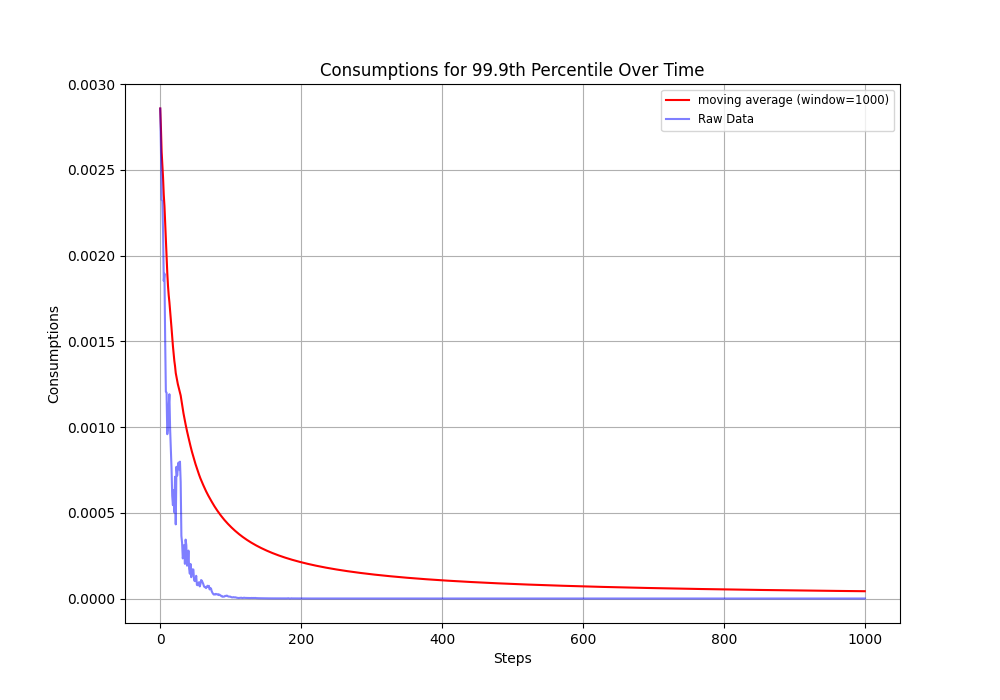 Consumptions for 99.9th Percentile Over Time
0.0030
0.0025
0.0020
0.0015
0.0010
0.0005
0.0000
Consumptions
moving average (window=1000)
Raw Data
0 200 400 600 800 1000
Steps